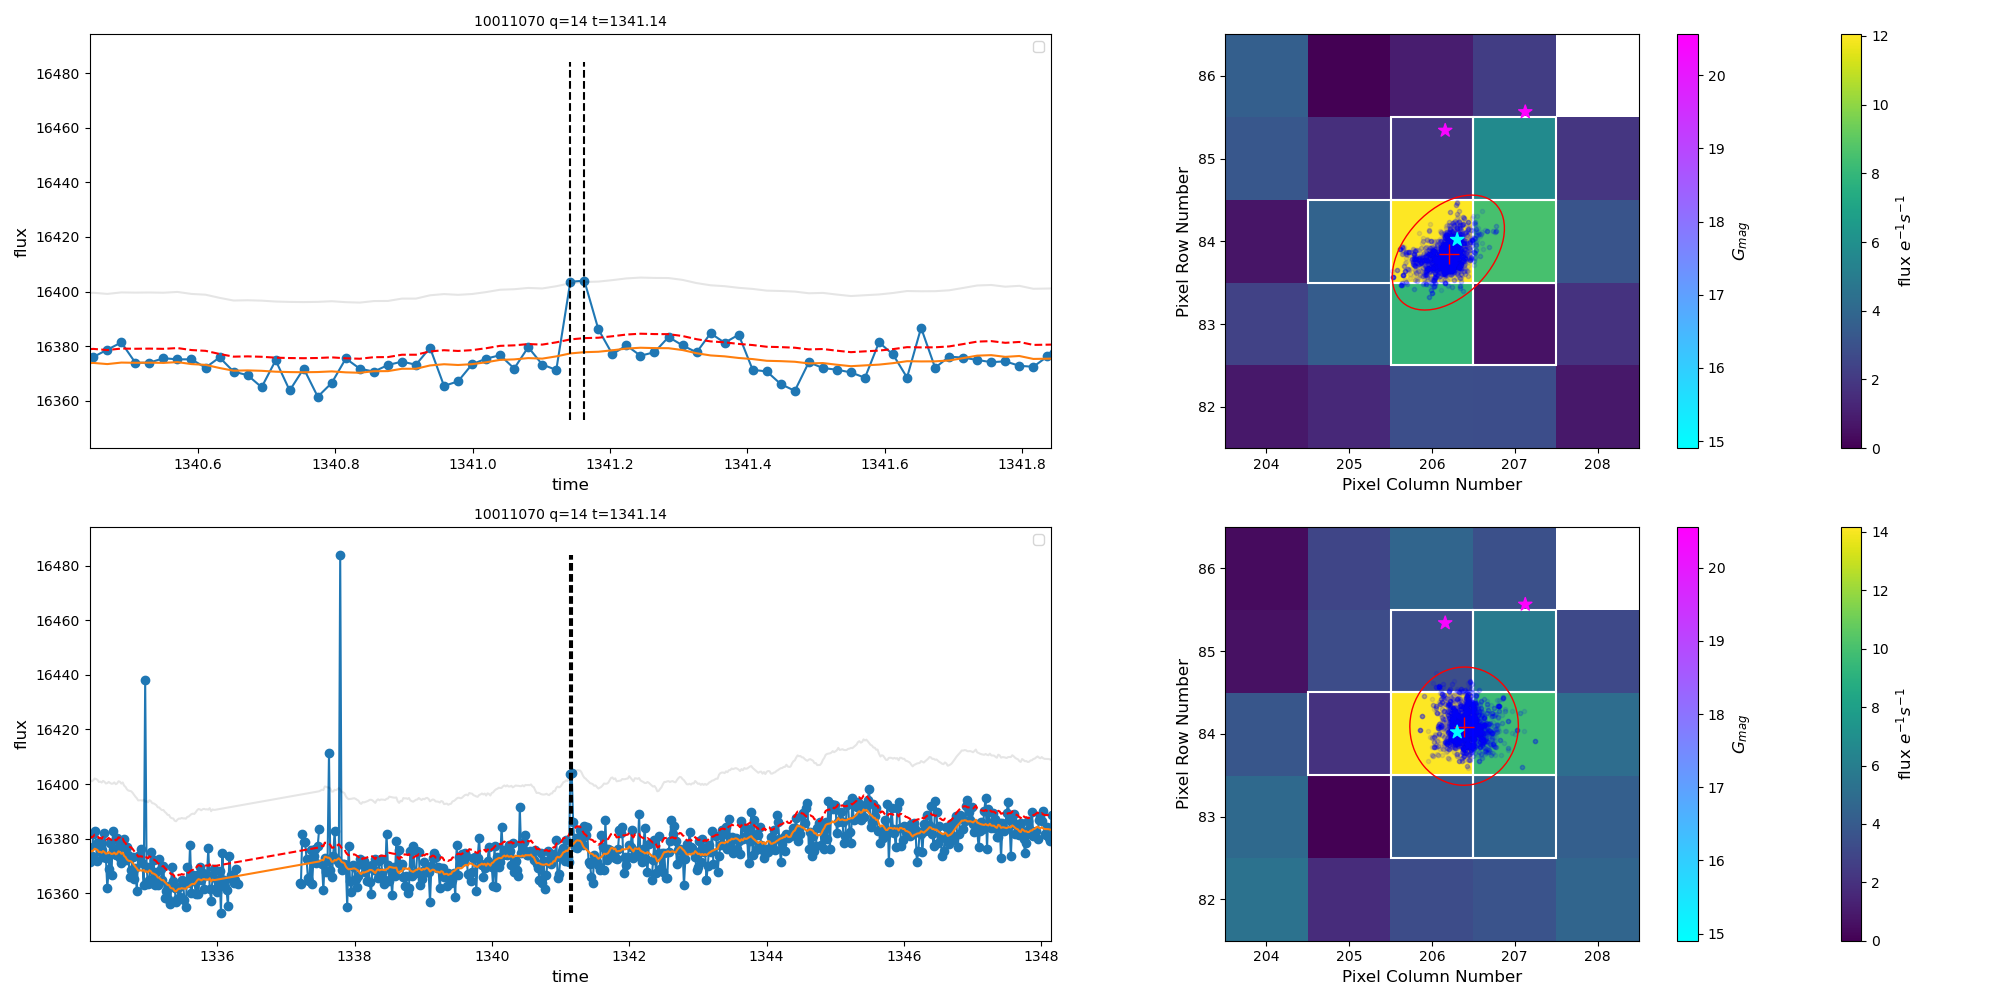 10011070 q=14 t=1341.14
flux
16480
16460
16440
16420
16400
16380
16360
1340.6 1340.8 1341.0 1341.2 1341.4 1341.6 1341.8
time
Pixel Row Number
86
85
84
83
82
204 205 206 207 208
Pixel Column Number
20
19
18
17
16
15
G_mag
12
10
8
6
4
2
0
flux e⁻¹s⁻¹
10011070 q=14 t=1341.14
flux
16480
16460
16440
16420
16400
16380
16360
1336 1338 1340 1342 1344 1346 1348
time
Pixel Row Number
86
85
84
83
82
204 205 206 207 208
Pixel Column Number
20
19
18
17
16
15
G_mag
14
12
10
8
6
4
2
0
flux e⁻¹s⁻¹